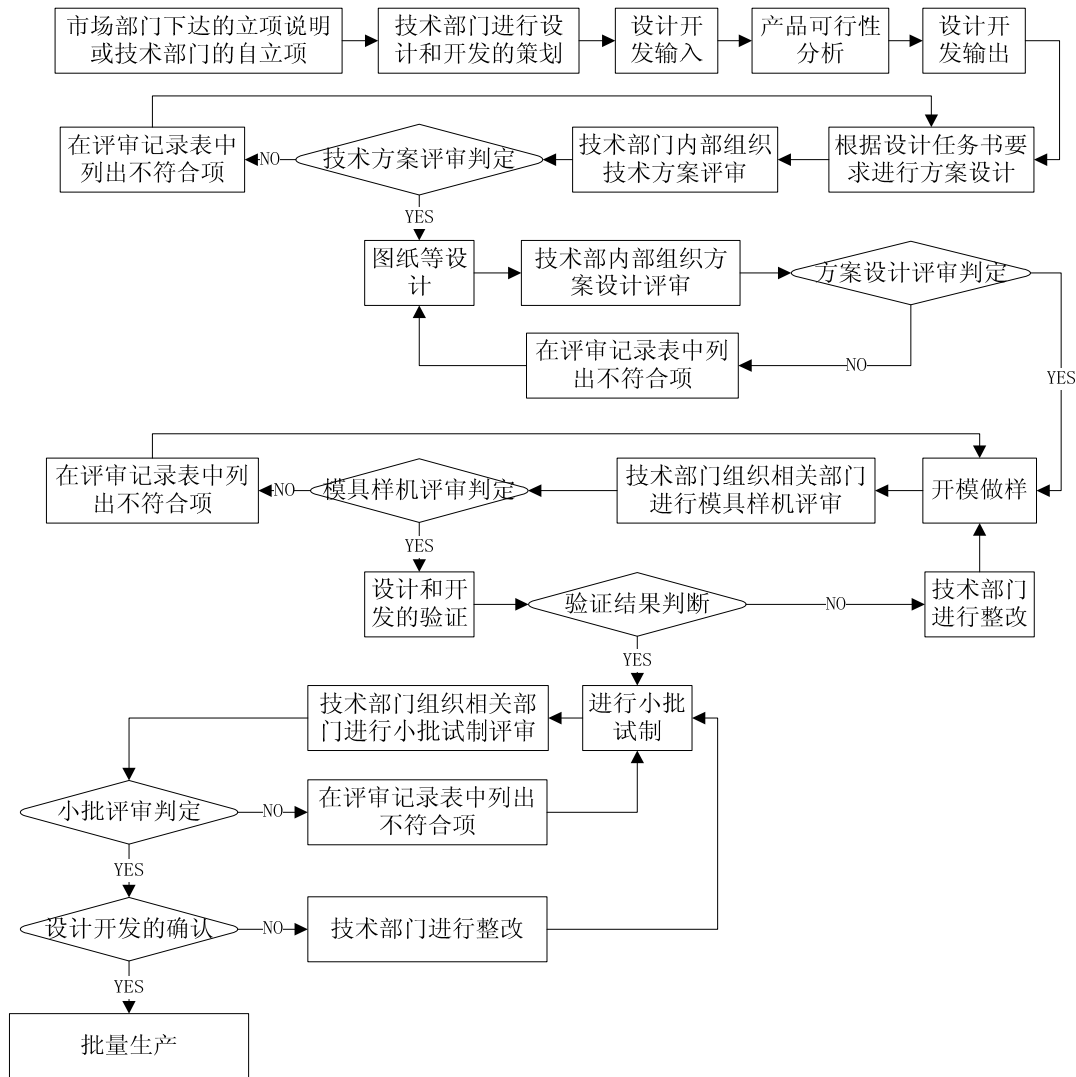 市场部门下达的立项说明
或技术部门的自立项
技术部门进行设
计和开发的策划
设计开
发输入
产品可行性
分析
设计开
发输出
在评审记录表中
列出不符合项
NO
技术方案评审判定
技术部门内部组织
技术方案评审
根据设计任务书要
求进行方案设计
YES
图纸等设
计
技术部内部组织方
案设计评审
方案设计评审判定
在评审记录表中列
出不符合项
NO
YES
在评审记录表中列
出不符合项
NO
模具样机评审判定
技术部门组织相关部门
进行模具样机评审
开模做样
YES
设计和开
发的验证
验证结果判断
NO
技术部门
进行整改
YES
技术部门组织相关部
门进行小批试制评审
进行小批
试制
小批评审判定
NO
在评审记录表中列出
不符合项
YES
设计开发的确认
NO
技术部门进行整改
YES
批量生产